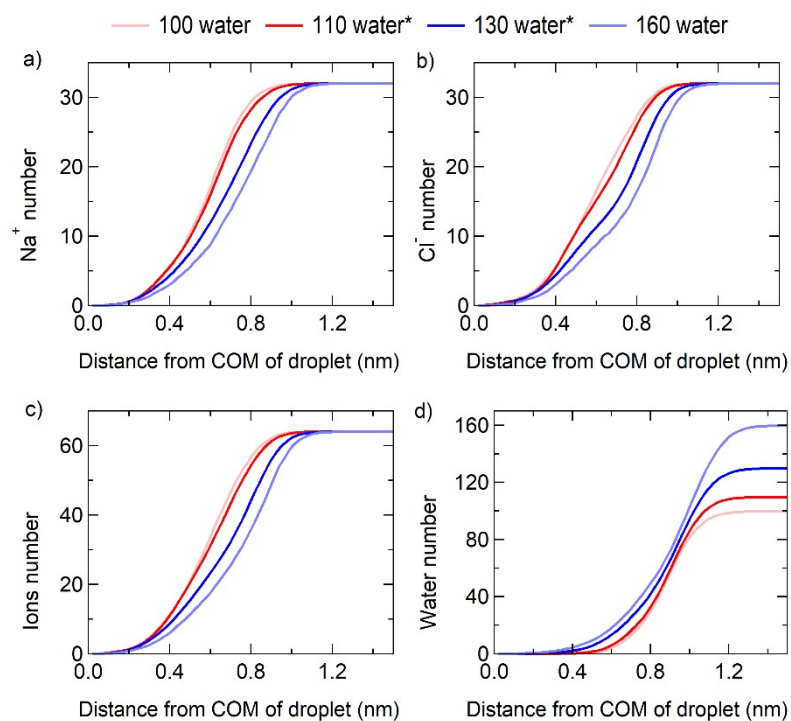 100 water 110 water* 130 water* 160 water
a)
30
20
10
0
Na⁺ number
0.0 0.4 0.8 1.2
Distance from COM of droplet (nm)
b)
30
20
10
0
Cl⁻ number
0.0 0.4 0.8 1.2
Distance from COM of droplet (nm)
c)
60
40
20
0
Ions number
0.0 0.4 0.8 1.2
Distance from COM of droplet (nm)
d)
160
120
80
40
0
Water number
0.0 0.4 0.8 1.2
Distance from COM of droplet (nm)